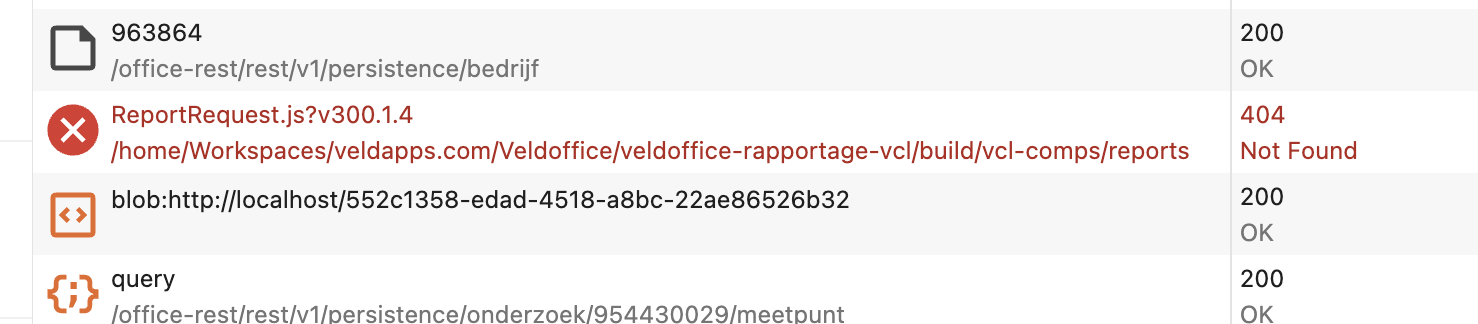 963864
200
/office-rest/rest/v1/persistence/bedrijf
OK
ReportRequest.js?v300.1.4
404
/home/Workspaces/veldapps.com/Veldoffice/veldoffice-rapportage-vcl/build/vcl-comps/reports
Not Found
blob:http://localhost/552c1358-edad-4518-a8bc-22ae86526b32
200
OK
query
200
/office-rest/rest/v1/persistence/onderzoek/954430029/meetpunt
OK